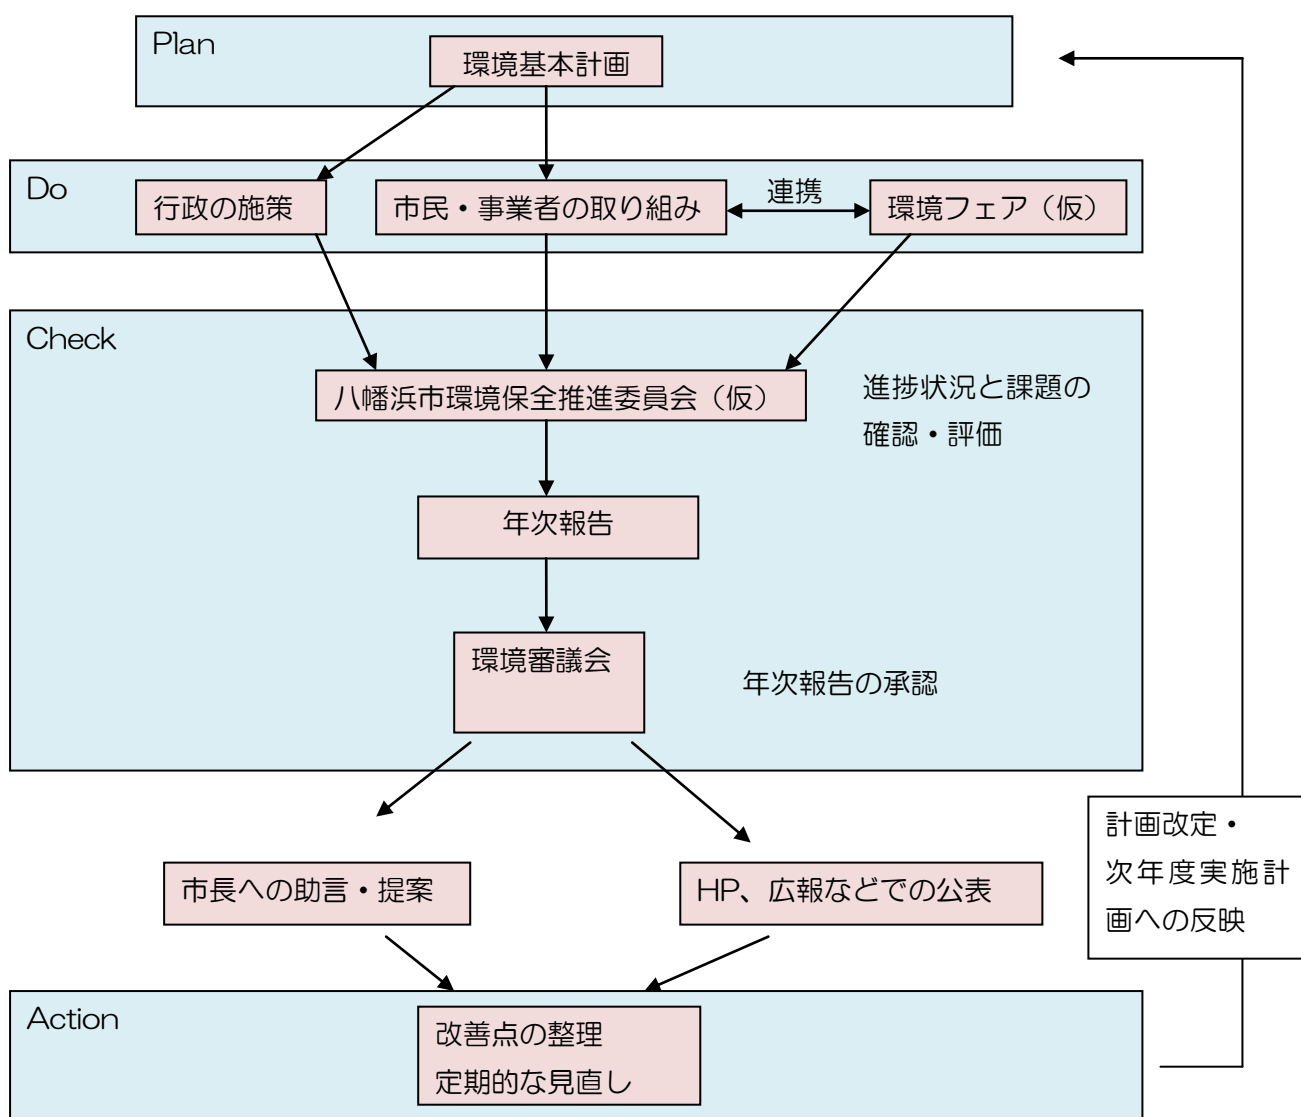 Plan
環境基本計画
Do
行政の施策
市民・事業者の取り組み
連携
環境フェア（仮）
Check
八幡浜市環境保全推進委員会（仮）
進捗状況と課題の
確認・評価
年次報告
環境審議会
年次報告の承認
市長への助言・提案
HP、広報などでの公表
計画改定・
次年度実施計
画への反映
Action
改善点の整理
定期的な見直し